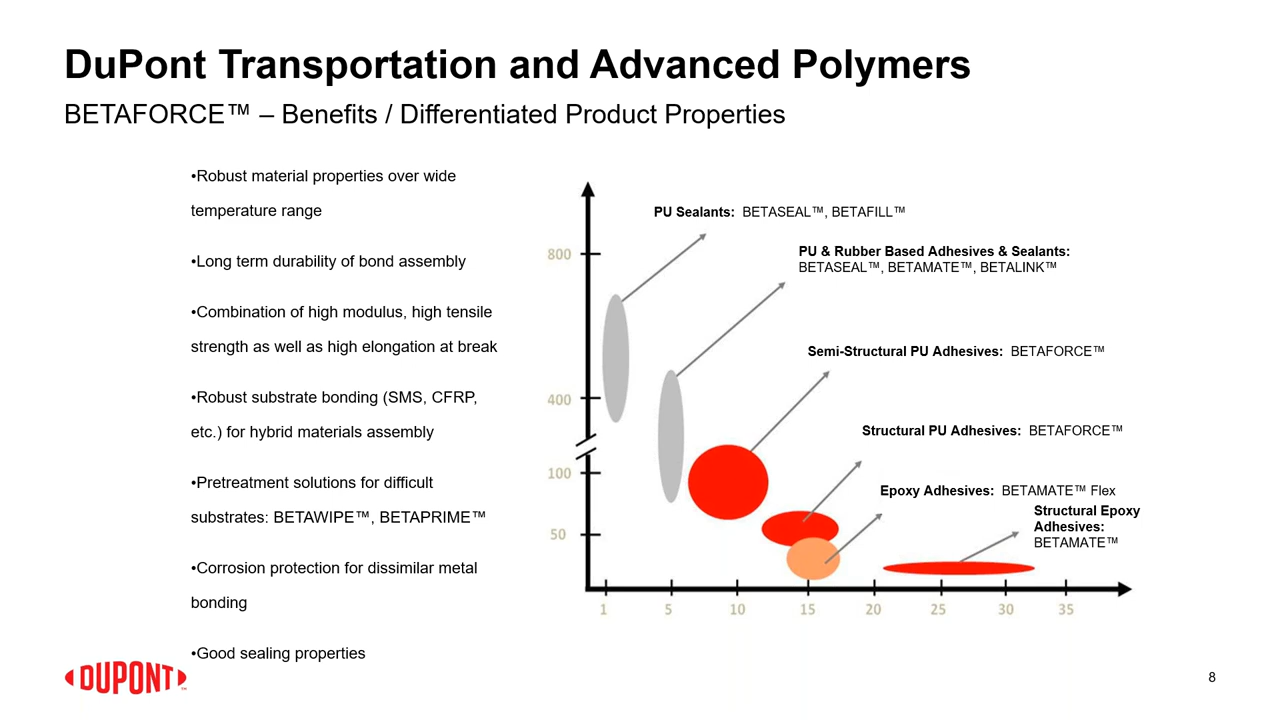 DuPont Transportation and Advanced Polymers
BETAFORCE™ – Benefits / Differentiated Product Properties
•Robust material properties over wide
temperature range
•Long term durability of bond assembly
•Combination of high modulus, high tensile
strength as well as high elongation at break
•Robust substrate bonding (SMS, CFRP,
etc.) for hybrid materials assembly
•Pretreatment solutions for difficult
substrates: BETAWIPE™, BETAPRIME™
•Corrosion protection for dissimilar metal
bonding
•Good sealing properties
PU Sealants: BETASEAL™, BETAFILL™
800
PU & Rubber Based Adhesives & Sealants:
BETASEAL™, BETAMATE™, BETALINK™
Semi-Structural PU Adhesives: BETAFORCE™
400
Structural PU Adhesives: BETAFORCE™
100
Epoxy Adhesives: BETAMATE™ Flex
Structural Epoxy
Adhesives:
BETAMATE™
50
1 5 10 15 20 25 30 35
DUPONT™
8